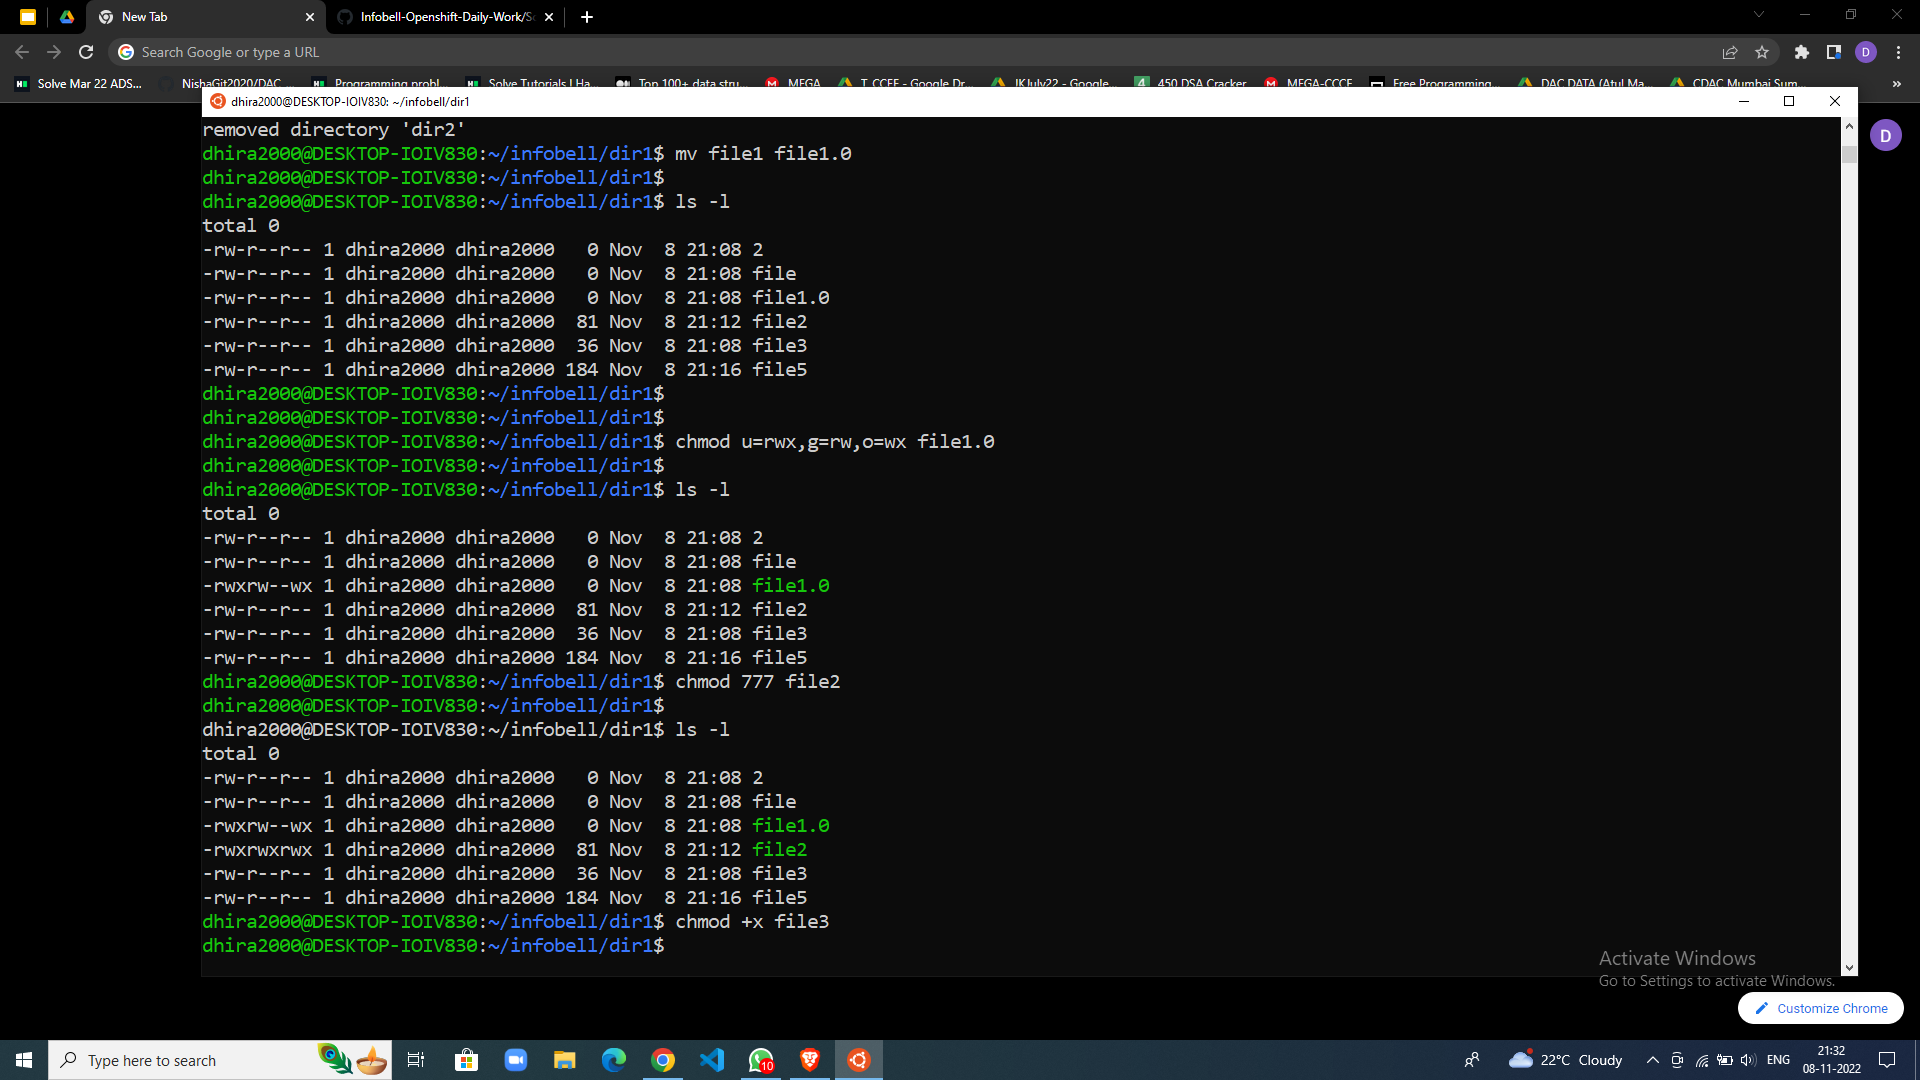 New Tab
Infobell-Openshift-Daily-Work/S
Search Google or type a URL
D
Solve Mar 22 ADS...
NishaGit2020/DAC ...
Programming probl...
Solve Tutorials | Ha...
Top 100+ data stru...
MEGA
T_CCEE - Google Dr...
IKJuly22 - Google...
450 DSA Cracker
MEGA-CCCF
Free Programming...
DAC DATA (Atul Ma...
CDAC Mumbai Sum...
»
dhira2000@DESKTOP-IOIV830: ~/infobell/dir1
D
removed directory 'dir2'
dhira2000@DESKTOP-IOIV830:~/infobell/dir1$ mv file1 file1.0
dhira2000@DESKTOP-IOIV830:~/infobell/dir1$
dhira2000@DESKTOP-IOIV830:~/infobell/dir1$ ls -l
total 0
-rw-r--r-- 1 dhira2000 dhira2000   0 Nov  8 21:08 2
-rw-r--r-- 1 dhira2000 dhira2000   0 Nov  8 21:08 file
-rw-r--r-- 1 dhira2000 dhira2000   0 Nov  8 21:08 file1.0
-rw-r--r-- 1 dhira2000 dhira2000  81 Nov  8 21:12 file2
-rw-r--r-- 1 dhira2000 dhira2000  36 Nov  8 21:08 file3
-rw-r--r-- 1 dhira2000 dhira2000 184 Nov  8 21:16 file5
dhira2000@DESKTOP-IOIV830:~/infobell/dir1$
dhira2000@DESKTOP-IOIV830:~/infobell/dir1$
dhira2000@DESKTOP-IOIV830:~/infobell/dir1$ chmod u=rwx,g=rw,o=wx file1.0
dhira2000@DESKTOP-IOIV830:~/infobell/dir1$
dhira2000@DESKTOP-IOIV830:~/infobell/dir1$ ls -l
total 0
-rw-r--r-- 1 dhira2000 dhira2000   0 Nov  8 21:08 2
-rw-r--r-- 1 dhira2000 dhira2000   0 Nov  8 21:08 file
-rwxrw--wx 1 dhira2000 dhira2000   0 Nov  8 21:08 file1.0
-rw-r--r-- 1 dhira2000 dhira2000  81 Nov  8 21:12 file2
-rw-r--r-- 1 dhira2000 dhira2000  36 Nov  8 21:08 file3
-rw-r--r-- 1 dhira2000 dhira2000 184 Nov  8 21:16 file5
dhira2000@DESKTOP-IOIV830:~/infobell/dir1$ chmod 777 file2
dhira2000@DESKTOP-IOIV830:~/infobell/dir1$
dhira2000@DESKTOP-IOIV830:~/infobell/dir1$ ls -l
total 0
-rw-r--r-- 1 dhira2000 dhira2000   0 Nov  8 21:08 2
-rw-r--r-- 1 dhira2000 dhira2000   0 Nov  8 21:08 file
-rwxrw--wx 1 dhira2000 dhira2000   0 Nov  8 21:08 file1.0
-rwxrwxrwx 1 dhira2000 dhira2000  81 Nov  8 21:12 file2
-rw-r--r-- 1 dhira2000 dhira2000  36 Nov  8 21:08 file3
-rw-r--r-- 1 dhira2000 dhira2000 184 Nov  8 21:16 file5
dhira2000@DESKTOP-IOIV830:~/infobell/dir1$ chmod +x file3
dhira2000@DESKTOP-IOIV830:~/infobell/dir1$
Activate Windows
Go to Settings to activate Windows.
Customize Chrome
Type here to search
10
22°C Cloudy
ENG
21:32
08-11-2022